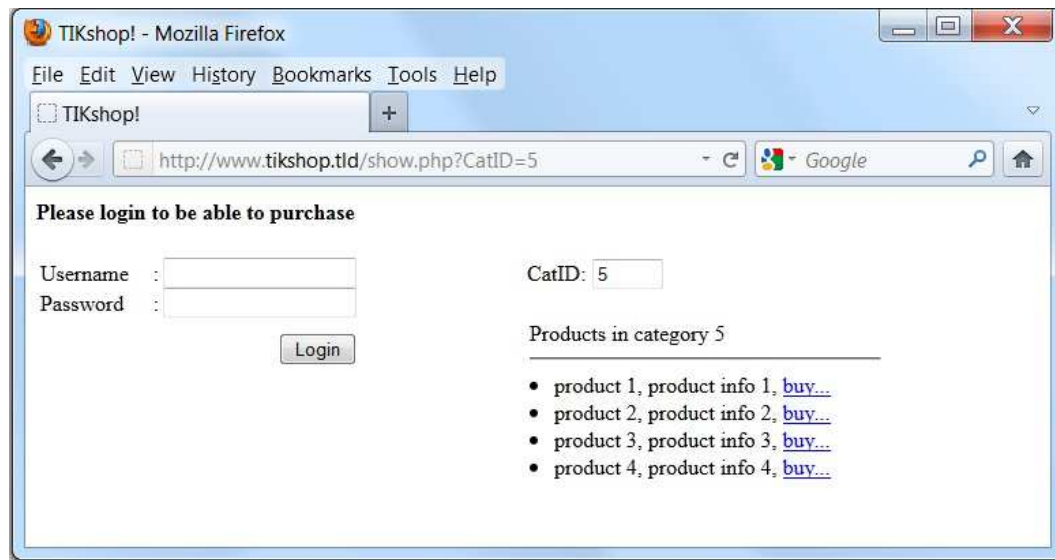 TIKshop! - Mozilla Firefox
File Edit View History Bookmarks Tools Help
TIKshop! +
http://www.tikshop.tld/show.php?CatID=5 Google
Please login to be able to purchase
Username :
Password :
Login
CatID: 5
Products in category 5
• product 1, product info 1, buy...
• product 2, product info 2, buy...
• product 3, product info 3, buy...
• product 4, product info 4, buy...